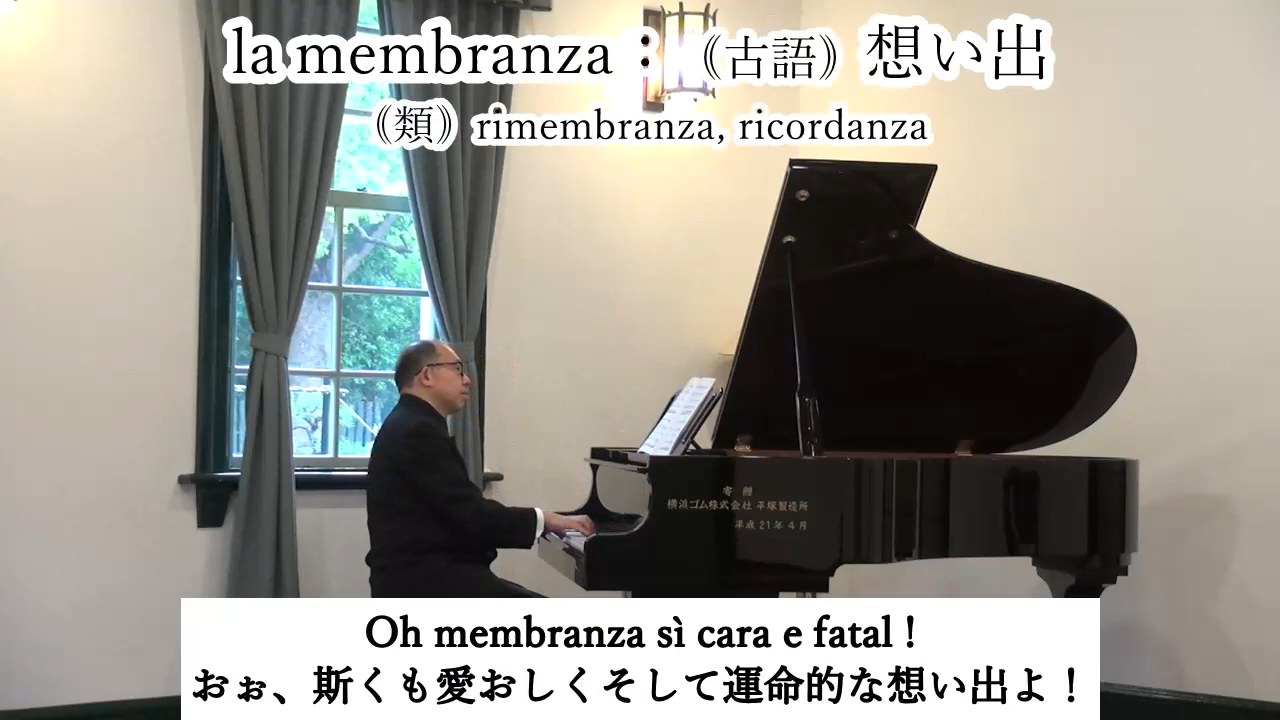 la membranza：《古語》想い出
《類》rimembranza, ricordanza
寄 贈
横浜ゴム株式会社 平塚製造所
平成 21 年 4 月
Oh membranza sì cara e fatal !
おぉ、斯くも愛おしくそして運命的な想い出よ！